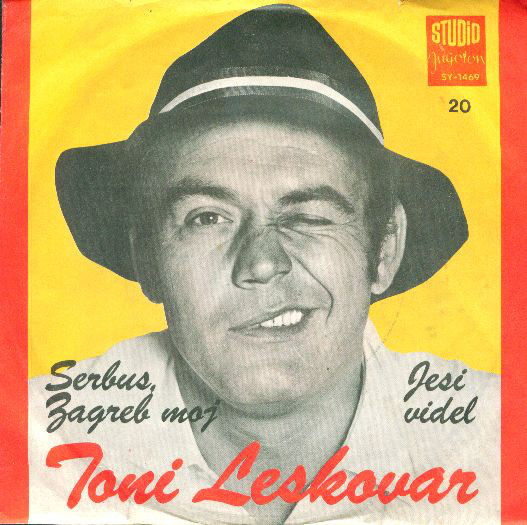 STUDiO
Jugoton
SY-1469
20
Serbus,
Zagreb moj
Jesi
videl
Toni Leskovar